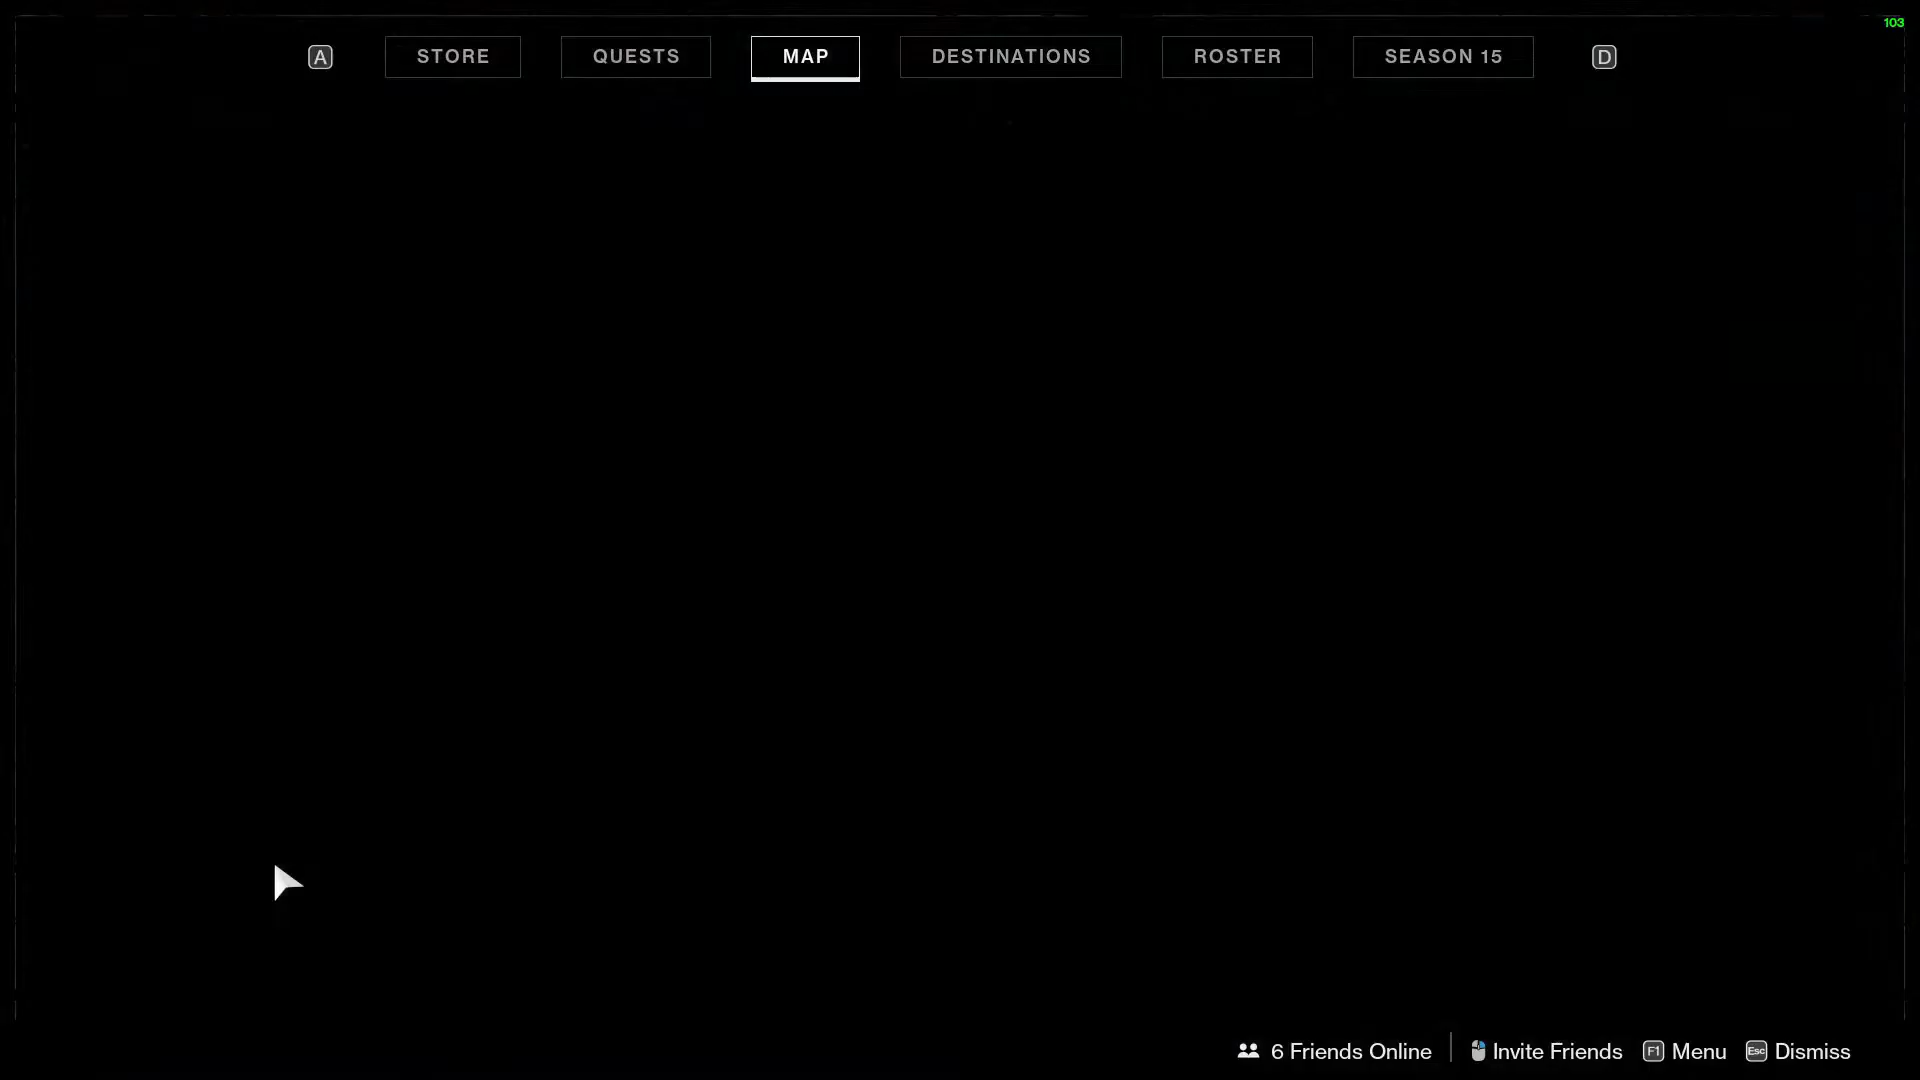 103
A STORE QUESTS MAP DESTINATIONS ROSTER SEASON 15 D
6 Friends Online Invite Friends F1 Menu Esc Dismiss